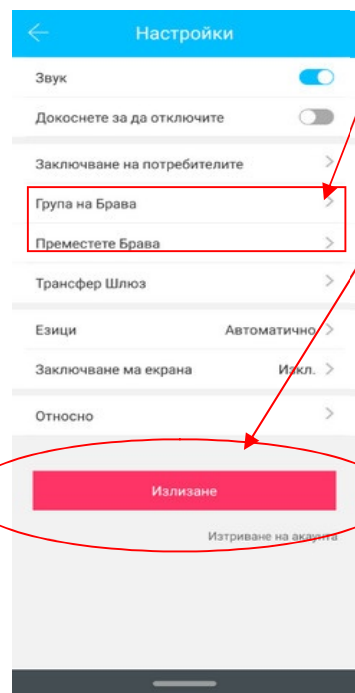 Настройки
Звук
Докоснете за да отключите
Заключване на потребителите
Група на Брава
Преместете Брава
Трансфер Шлюз
Езици Автоматично
Заключване ма екрана Изкл.
Относно
Излизане
Изтриване на акаунта